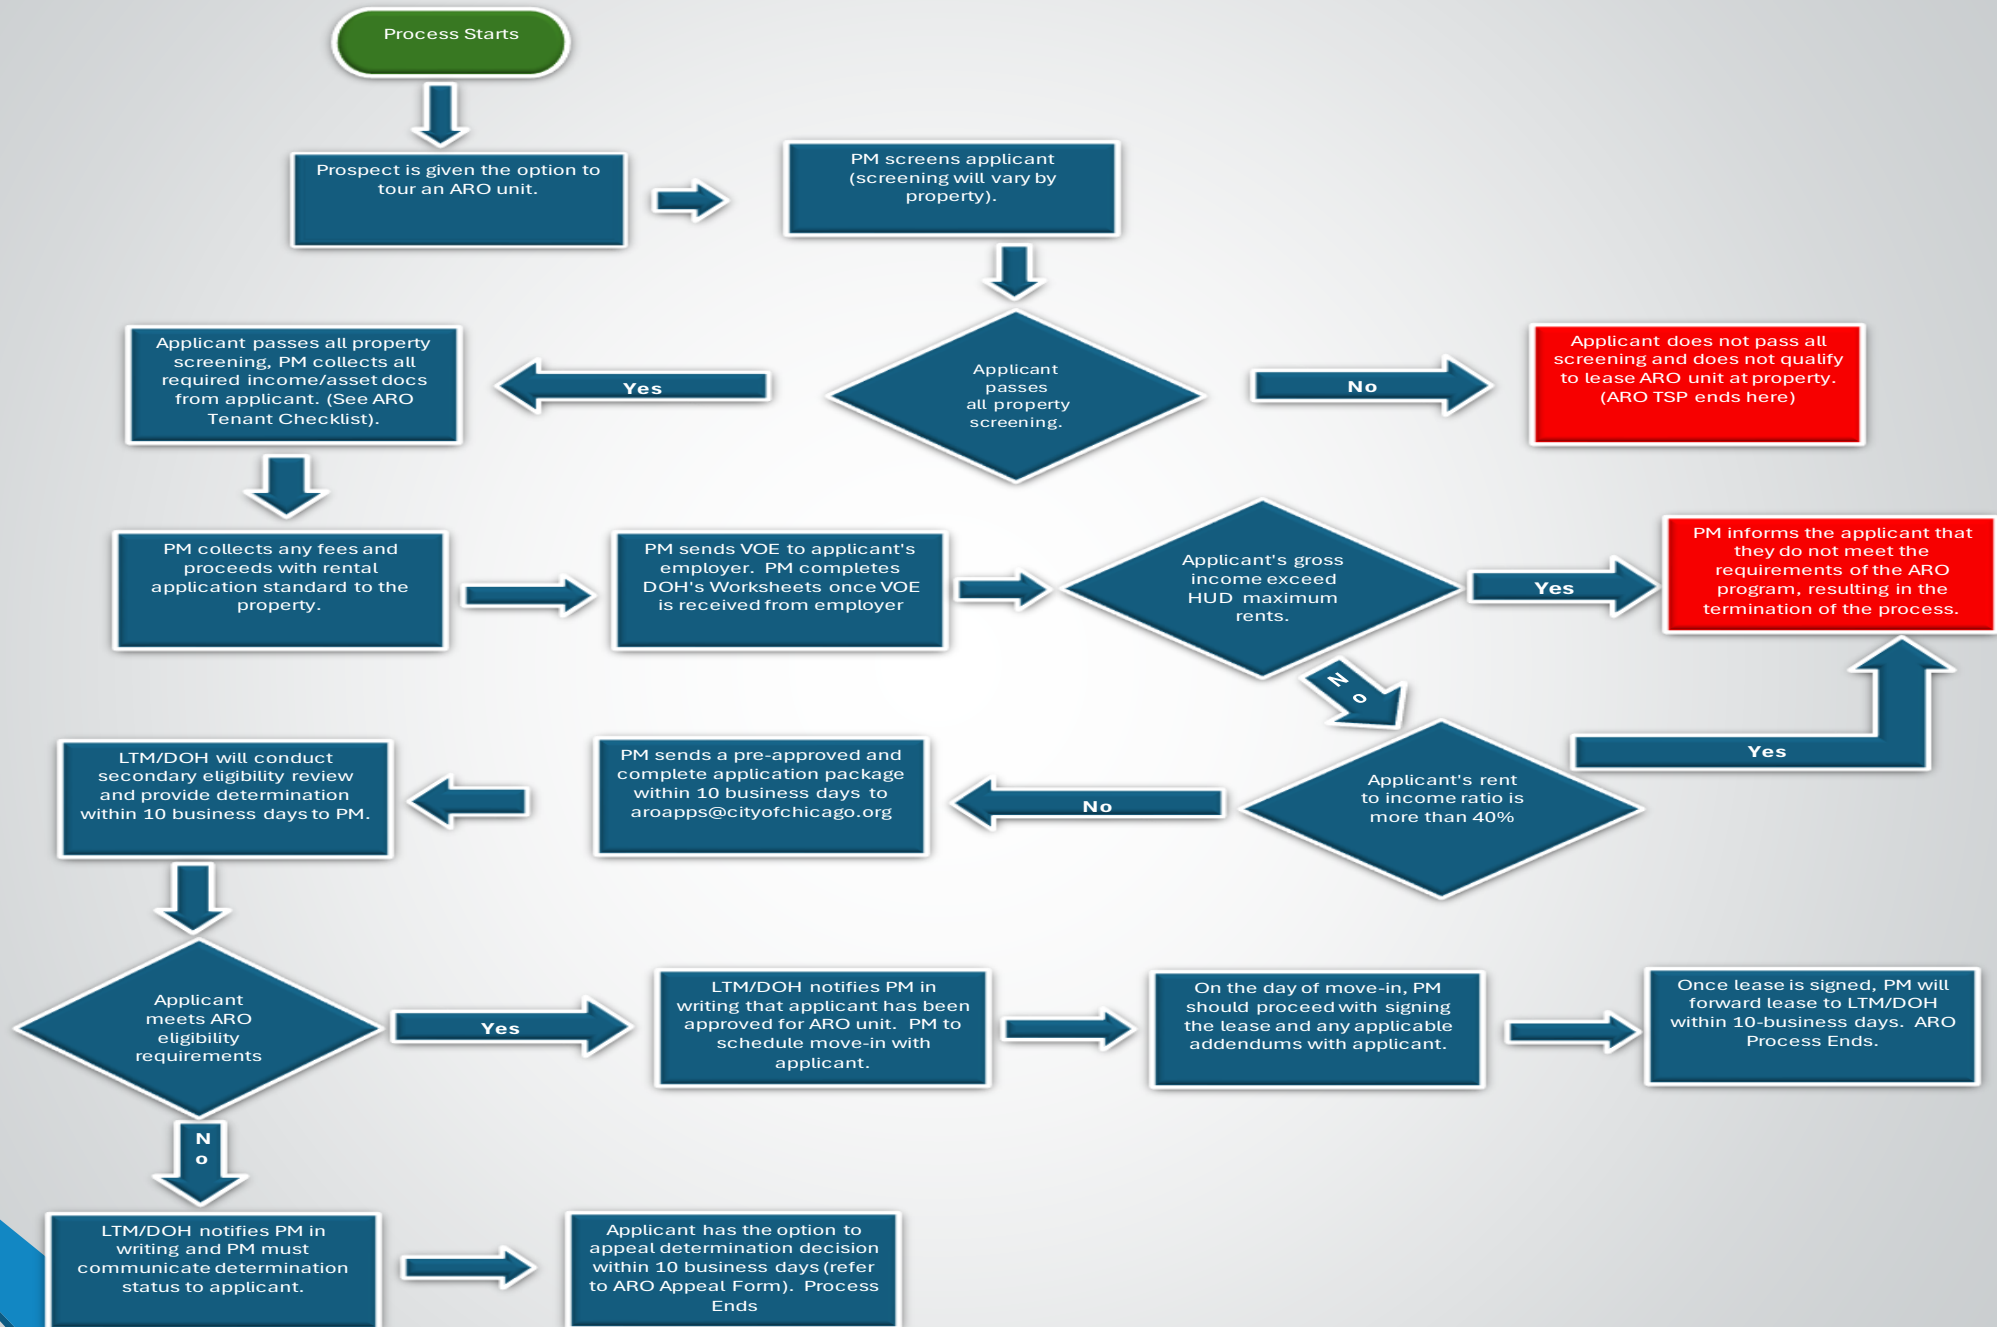 Process Starts
Prospect is given the option to
tour an ARO unit.
PM screens applicant
(screening will vary by
property).
Applicant
passes
all property
screening.
Yes
No
Applicant passes all property
screening, PM collects all
required income/asset docs
from applicant. (See ARO
Tenant Checklist).
Applicant does not pass all
screening and does not qualify
to lease ARO unit at property.
(ARO TSP ends here)
PM collects any fees and
proceeds with rental
application standard to the
property.
PM sends VOE to applicant's
employer. PM completes
DOH's Worksheets once VOE
is received from employer
Applicant's gross
income exceed
HUD maximum
rents.
Yes
PM informs the applicant that
they do not meet the
requirements of the ARO
program, resulting in the
termination of the process.
N
o
Applicant's rent
to income ratio is
more than 40%
Yes
No
PM sends a pre-approved and
complete application package
within 10 business days to
aroapps@cityofchicago.org
LTM/DOH will conduct
secondary eligibility review
and provide determination
within 10 business days to PM.
Applicant
meets ARO
eligibility
requirements
Yes
LTM/DOH notifies PM in
writing that applicant has been
approved for ARO unit. PM to
schedule move-in with
applicant.
On the day of move-in, PM
should proceed with signing
the lease and any applicable
addendums with applicant.
Once lease is signed, PM will
forward lease to LTM/DOH
within 10-business days. ARO
Process Ends.
N
o
LTM/DOH notifies PM in
writing and PM must
communicate determination
status to applicant.
Applicant has the option to
appeal determination decision
within 10 business days (refer
to ARO Appeal Form). Process
Ends